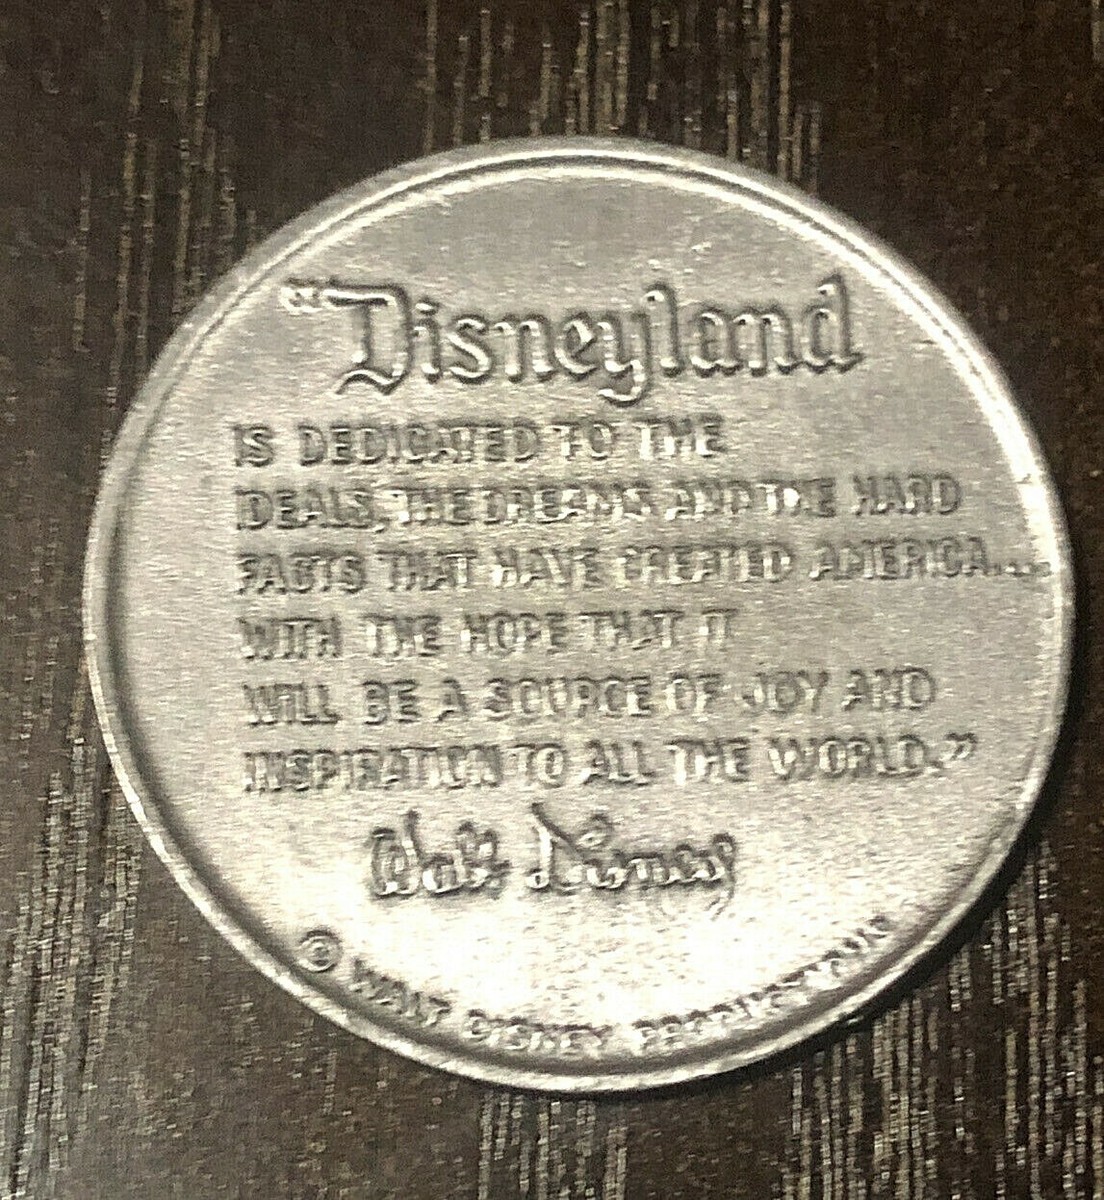 “Disneyland
IS DEDICATED TO THE
IDEALS, THE DREAMS AND THE HARD
FACTS THAT HAVE CREATED AMERICA....
WITH THE HOPE THAT IT
WILL BE A SOURCE OF JOY AND
INSPIRATION TO ALL THE WORLD.”
Walt Disney
© WALT DISNEY PRODUCTIONS